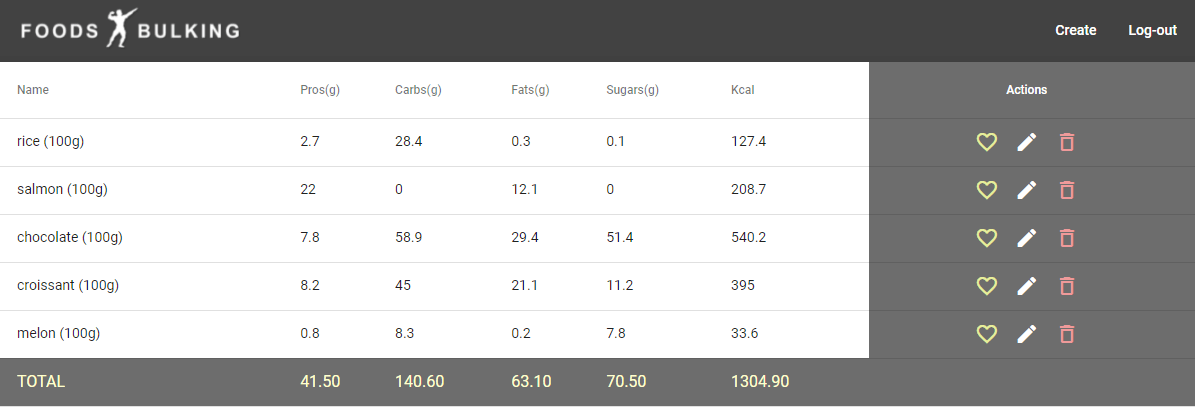 FOODS BULKING Create Log-out
Name Pros(g) Carbs(g) Fats(g) Sugars(g) Kcal Actions
rice (100g) 2.7 28.4 0.3 0.1 127.4
salmon (100g) 22 0 12.1 0 208.7
chocolate (100g) 7.8 58.9 29.4 51.4 540.2
croissant (100g) 8.2 45 21.1 11.2 395
melon (100g) 0.8 8.3 0.2 7.8 33.6
TOTAL 41.50 140.60 63.10 70.50 1304.90